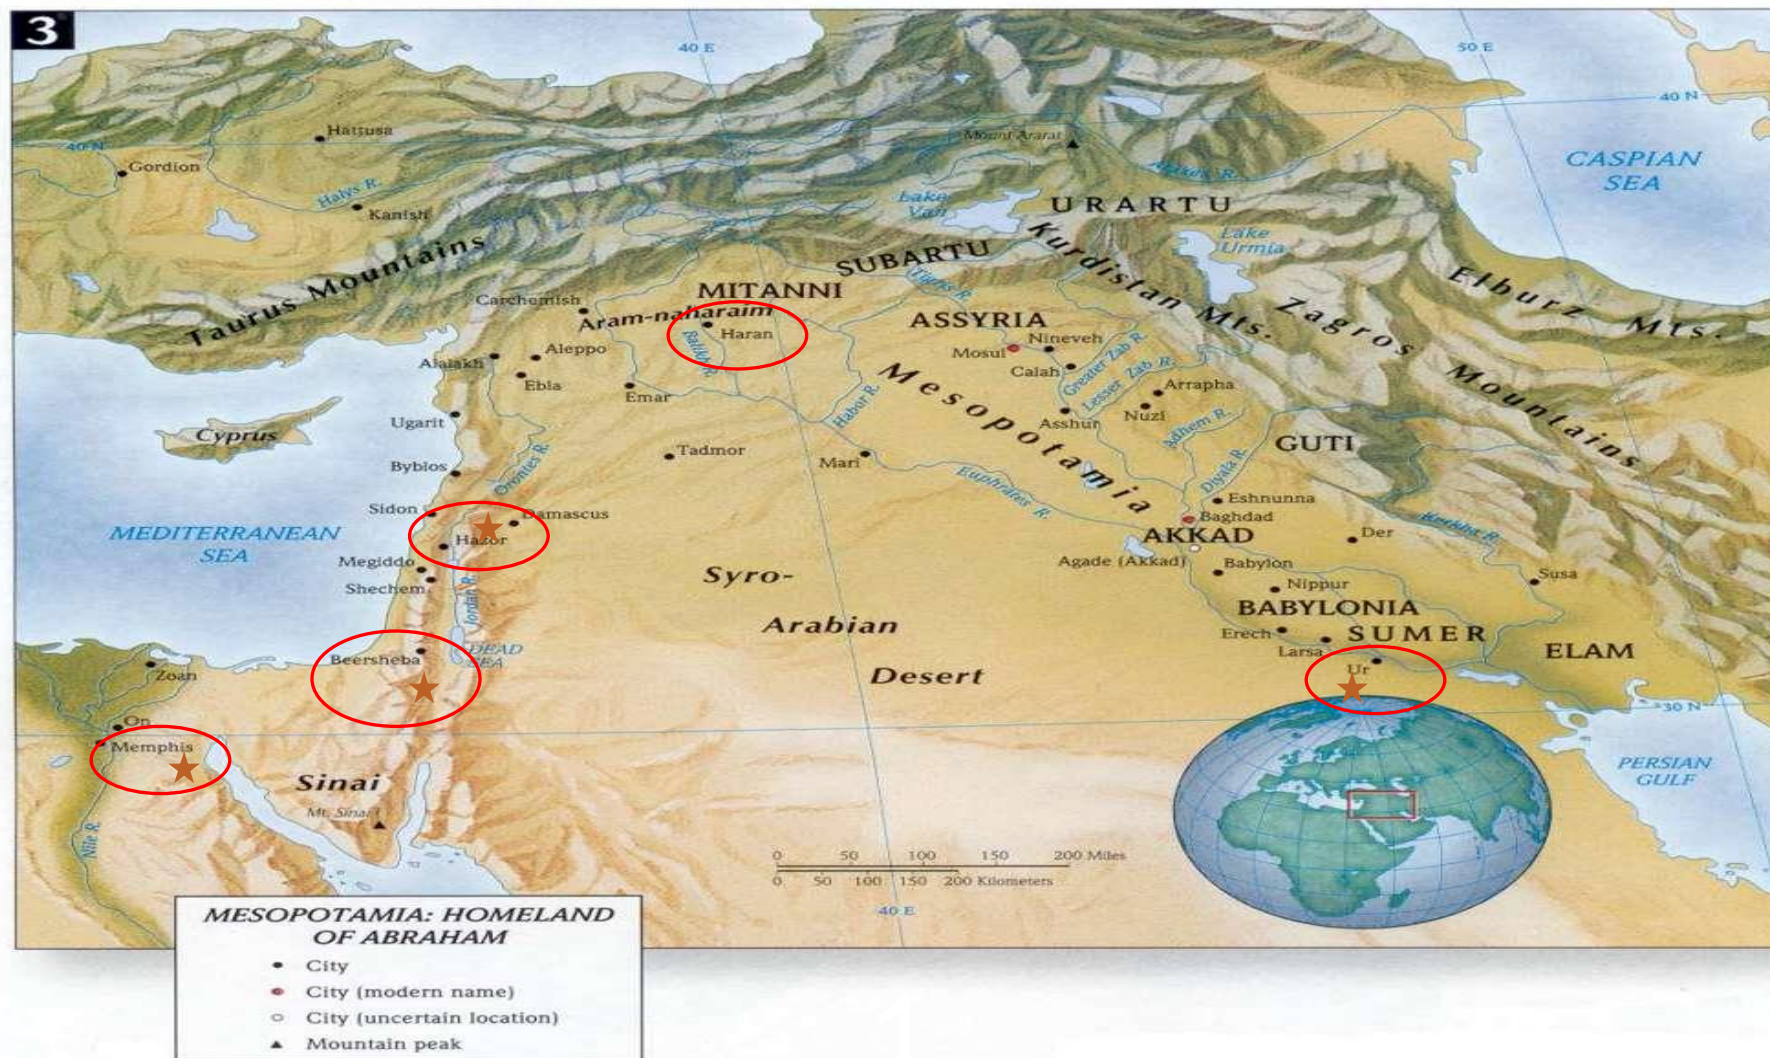 3
40 E
50 E
40 N
40 N
Hattusa
Gordion
Mount Ararat
Halys R.
Kanish
Araxes R.
CASPIAN
SEA
Lake
Van
URARTU
Lake
Urmia
Taurus Mountains
SUBARTU
Kurdistan Mts.
Elburz Mts.
Zagros Mountains
Tigris R.
MITANNI
Carchemish
Aram-naharaim
Haran
Balikh R.
ASSYRIA
Mosul
Nineveh
Calah
Greater Zab R.
Lesser Zab R.
Arrapha
Nuzi
Asshur
Adhem R.
Alalakh
Aleppo
Ebla
Emar
Habor R.
Mesopotamia
GUTI
Diyala R.
Ugarit
Cyprus
Tadmor
Mari
Euphrates R.
Byblos
Orontes R.
Eshnunna
Baghdad
Kerkha R.
Sidon
Damascus
Hazor
MEDITERRANEAN
SEA
AKKAD
Agade (Akkad)
Der
Megiddo
Shechem
Jordan R.
Syro-
Arabian
Desert
Babylon
Nippur
Susa
BABYLONIA
Erech
SUMER
Larsa
Ur
ELAM
Beersheba
DEAD
SEA
Zoan
On
Memphis
30 N
Sinai
Mt. Sinai
Nile R.
PERSIAN
GULF
0 50 100 150 200 Miles
0 50 100 150 200 Kilometers
40 E
MESOPOTAMIA: HOMELAND
OF ABRAHAM
City
City (modern name)
City (uncertain location)
Mountain peak